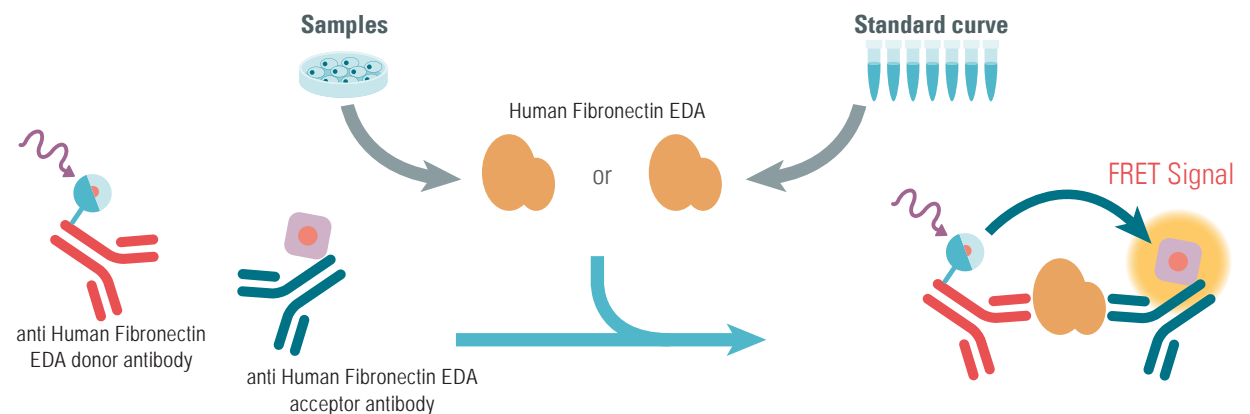 Samples
Standard curve
Human Fibronectin EDA
or
FRET Signal
anti Human Fibronectin
EDA donor antibody
anti Human Fibronectin EDA
acceptor antibody